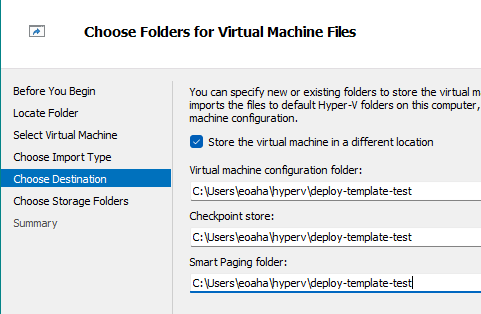 Choose Folders for Virtual Machine Files
Before You Begin
Locate Folder
Select Virtual Machine
Choose Import Type
Choose Destination
Choose Storage Folders
Summary
You can specify new or existing folders to store the virtual m
imports the files to default Hyper-V folders on this computer,
machine configuration.
Store the virtual machine in a different location
Virtual machine configuration folder:
C:\Users\eoaha\hyperv\deploy-template-test
Checkpoint store:
C:\Users\eoaha\hyperv\deploy-template-test
Smart Paging folder:
C:\Users\eoaha\hyperv\deploy-template-test